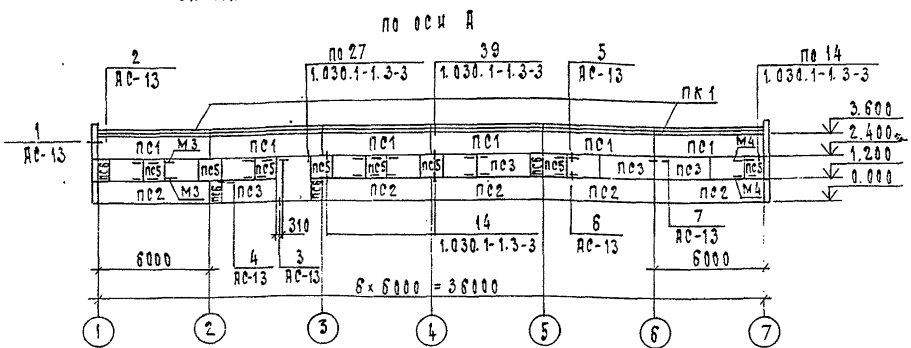 по оси А
2
АС-13
по 27
1.030.1-1.3-3
39
1.030.1-1.3-3
5
АС-13
по 14
1.030.1-1.3-3
ПК1
1
АС-13
3.600
2.400
1.200
0.000
ПС1 М3 ПС1 ПС1 ПС1 ПС1 ПС1 М4
ПС6 ПС5 ПС5 ПС5 ПС5 ПС5 ПС3 ПС6 ПС5 ПС3 ПС3 ПС5
ПС2 М3 ПС6 ПС3 ПС6 ПС2 ПС2 ПС2 ПС2 М4
310
14
1.030.1-1.3-3
6
АС-13
7
АС-13
6000
4
АС-13
3
АС-13
6000
6 × 6000 = 36000
1 2 3 4 5 6 7